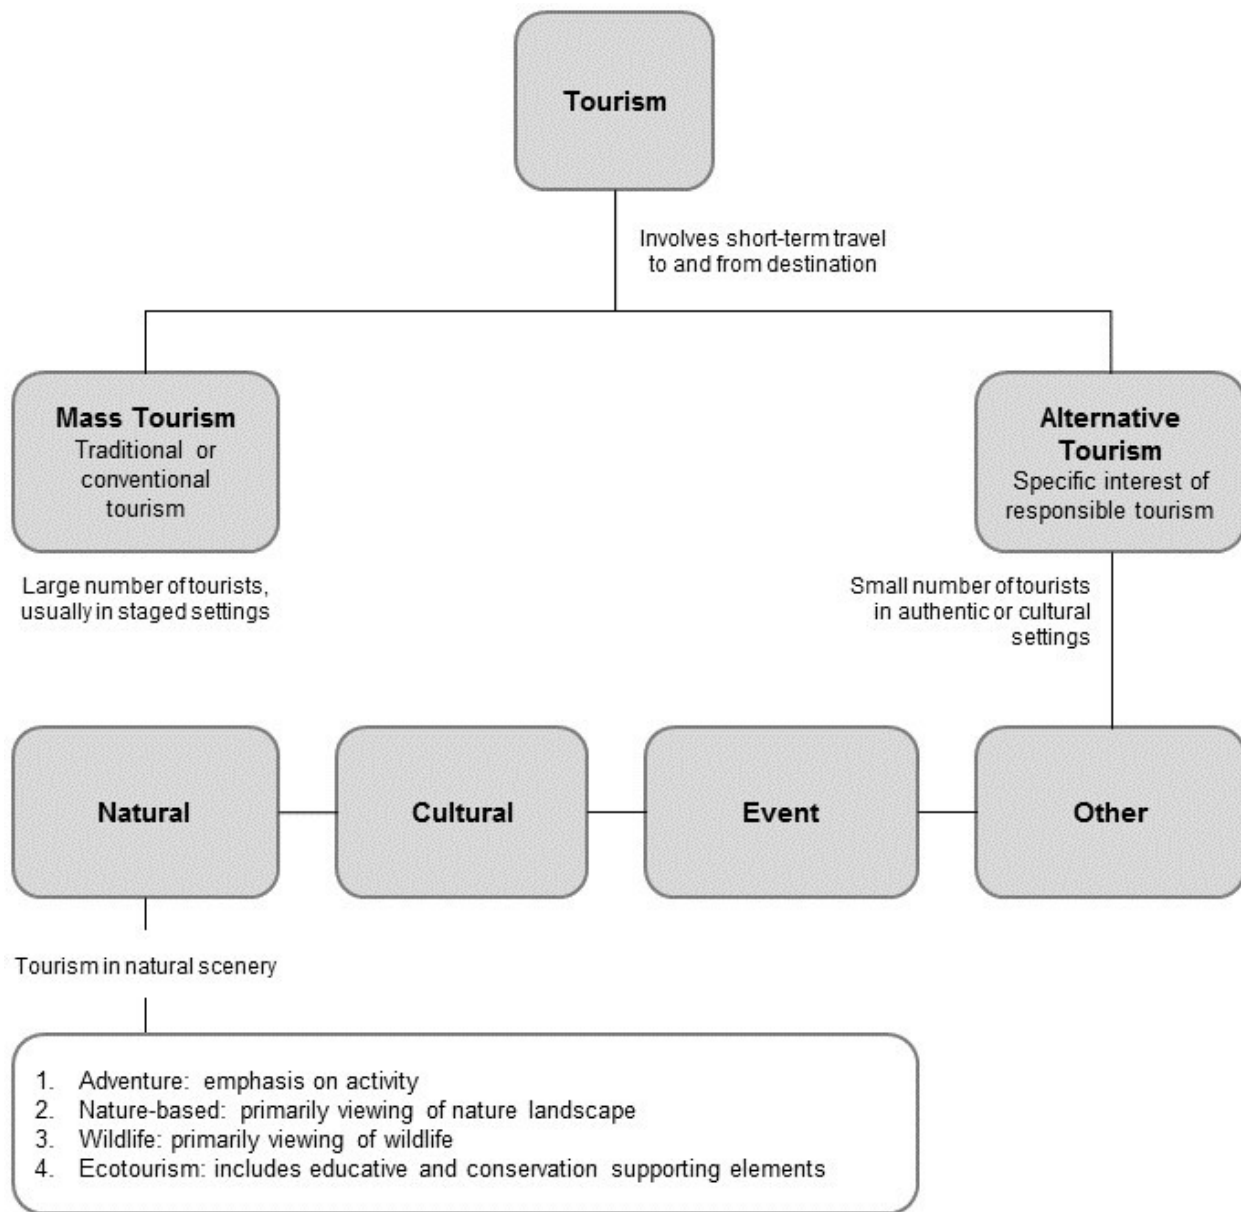 Tourism
Involves short-term travel
to and from destination
Mass Tourism
Traditional or
conventional
tourism
Alternative
Tourism
Specific interest of
responsible tourism
Large number of tourists,
usually in staged settings
Small number of tourists
in authentic or cultural
settings
Natural
Cultural
Event
Other
Tourism in natural scenery
1. Adventure: emphasis on activity
2. Nature-based: primarily viewing of nature landscape
3. Wildlife: primarily viewing of wildlife
4. Ecotourism: includes educative and conservation supporting elements